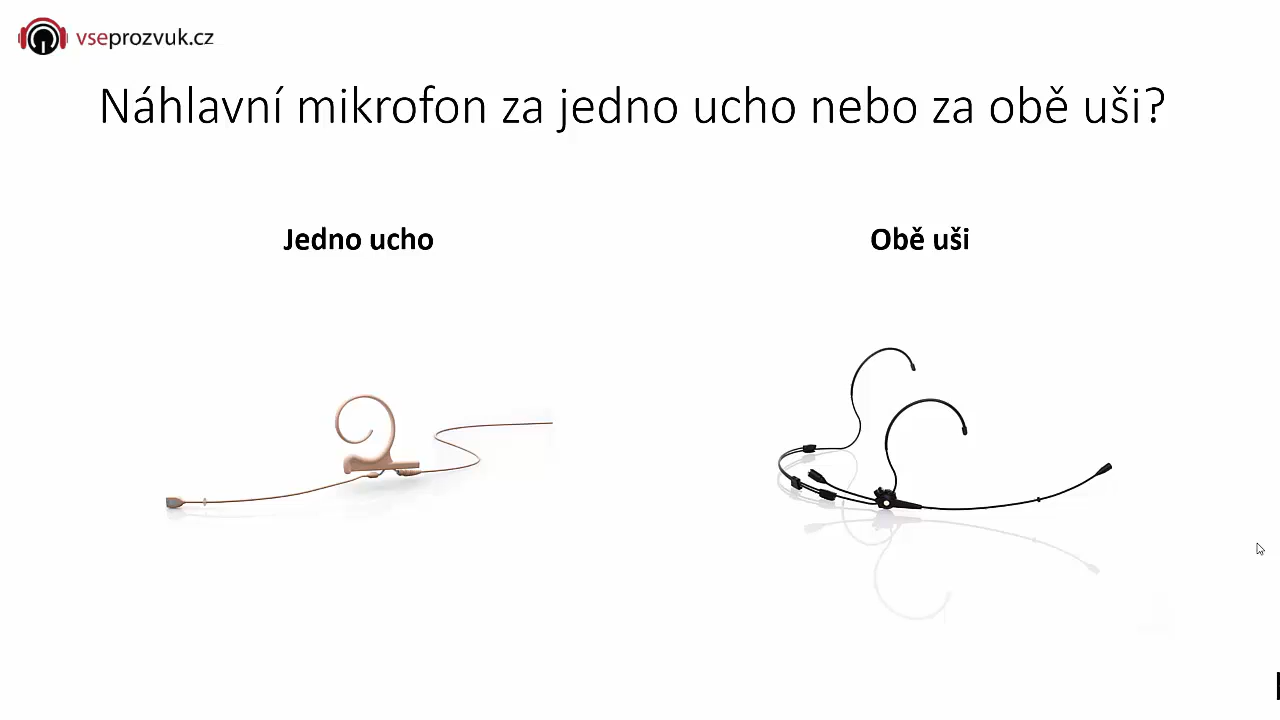 vseprozvuk.cz
Náhlavní mikrofon za jedno ucho nebo za obě uši?
Jedno ucho
Obě uši